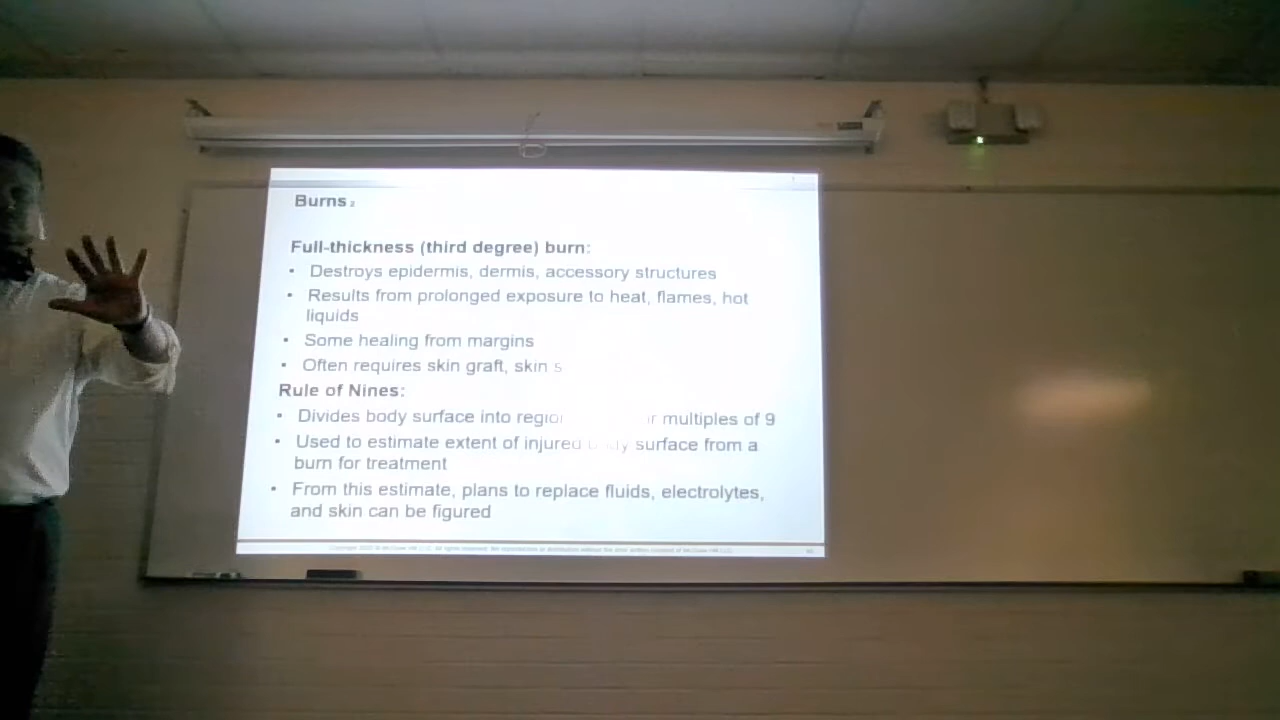 Burns 2
Full-thickness (third degree) burn:
• Destroys epidermis, dermis, accessory structures
• Results from prolonged exposure to heat, flames, hot
liquids
• Some healing from margins
• Often requires skin graft, skin s
Rule of Nines:
• Divides body surface into regio r multiples of 9
• Used to estimate extent of injured surface from a
burn for treatment
• From this estimate, plans to replace fluids, electrolytes,
and skin can be figured